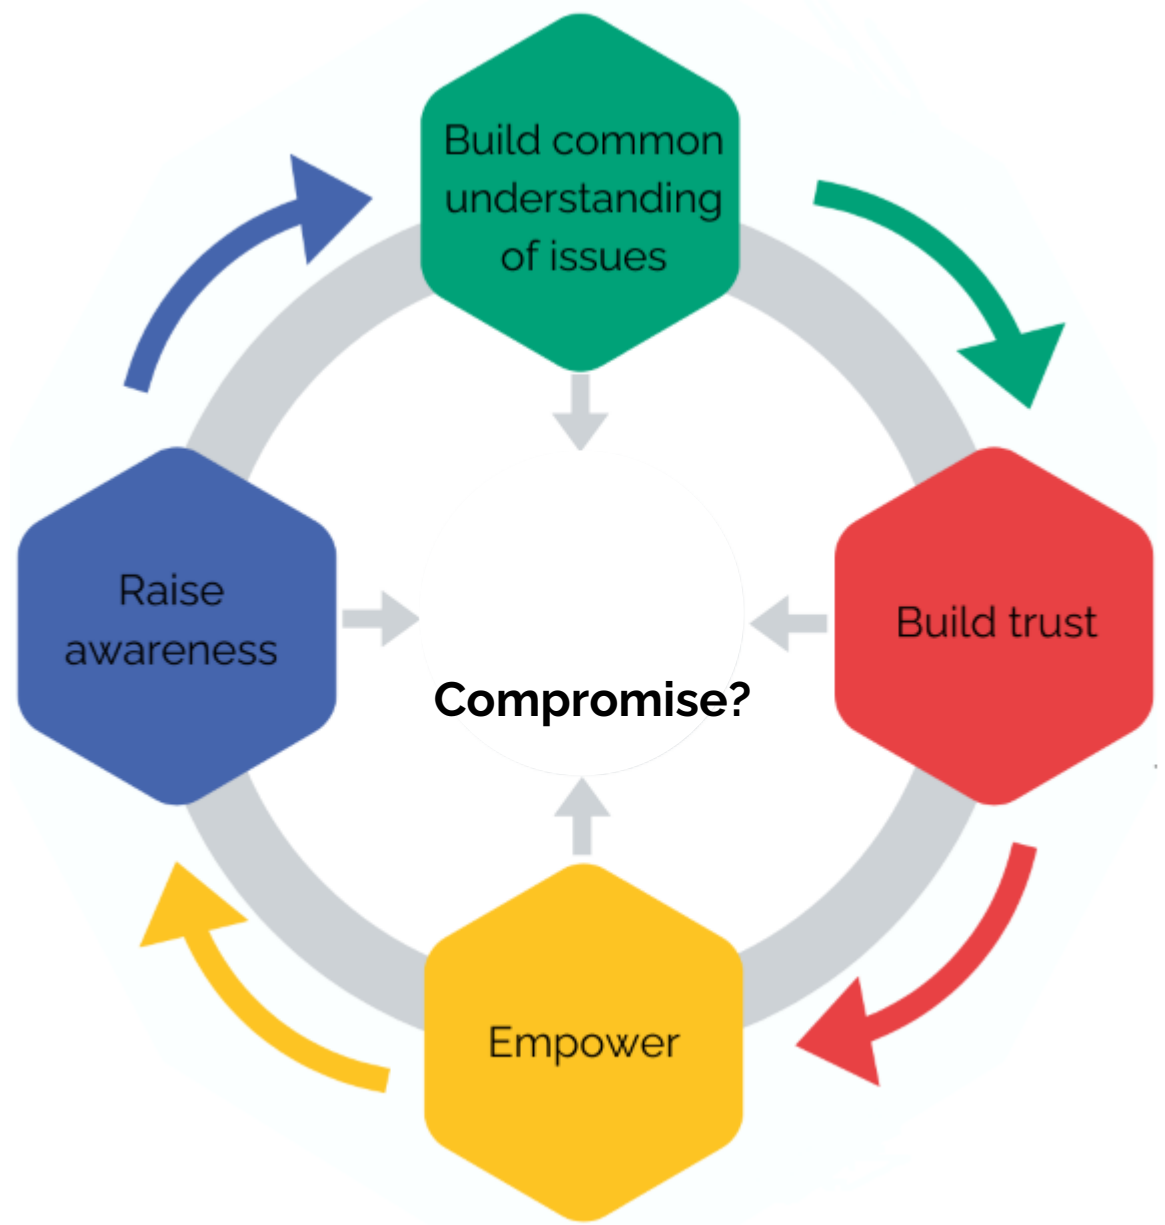 Build common
understanding
of issues
Raise
awareness
Build trust
Compromise?
Empower